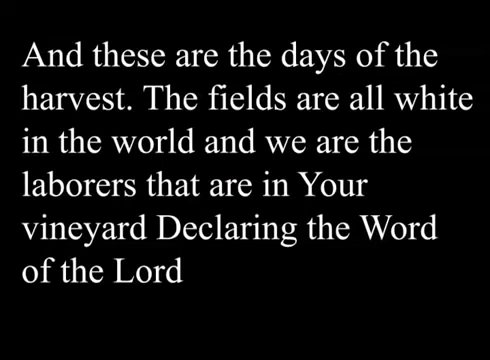 And these are the days of the
harvest. The fields are all white
in the world and we are the
laborers that are in Your
vineyard Declaring the Word
of the Lord